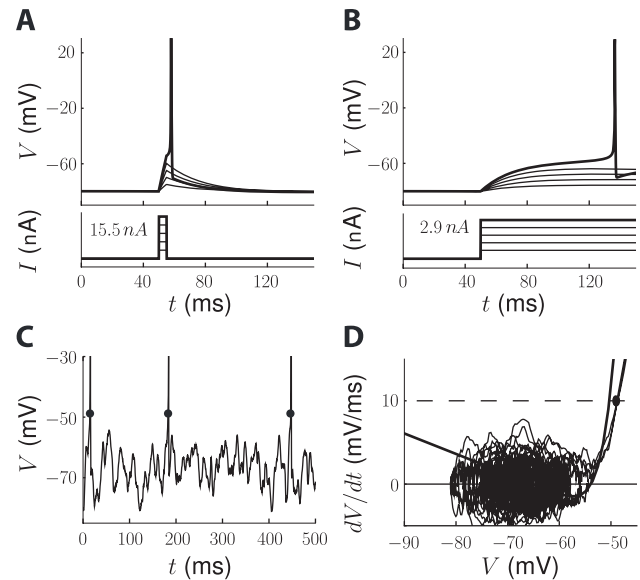 A
20
−20
−60
V (mV)
15.5 nA
I (nA)
0
40
80
120
t (ms)
B
20
−20
−60
V (mV)
2.9 nA
I (nA)
0
40
80
120
t (ms)
C
−30
−50
−70
V (mV)
0
100
200
300
400
500
t (ms)
D
10
0
dV/dt (mV/ms)
−90
−80
−70
−60
−50
V (mV)